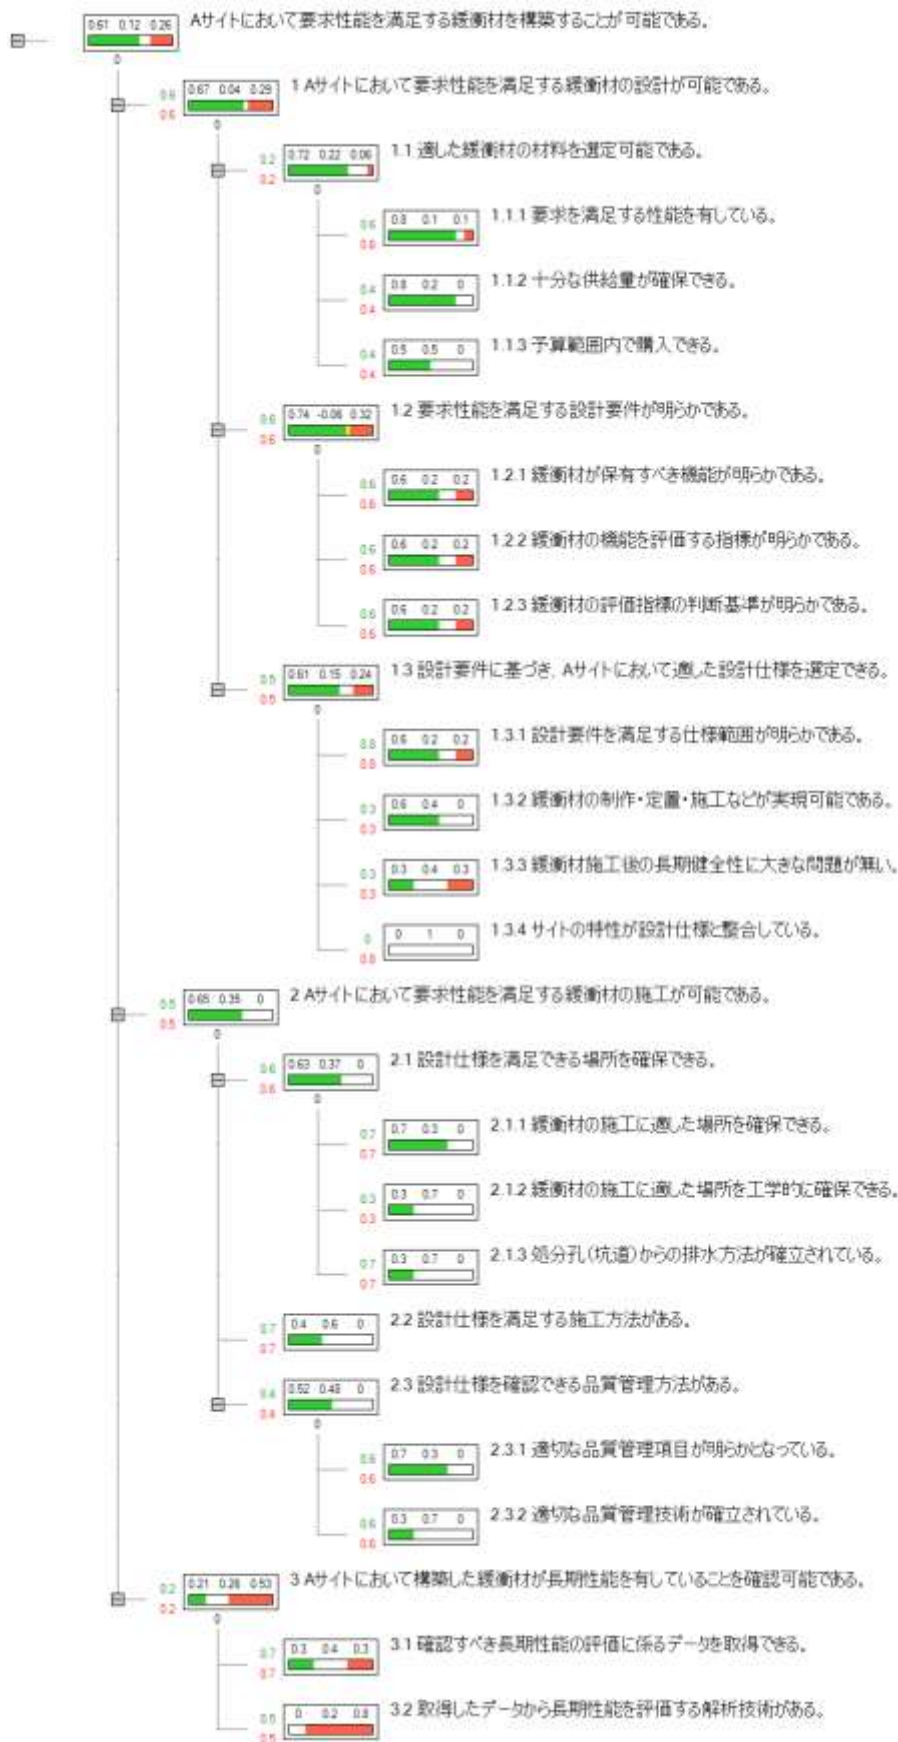 0.61 0.12 0.26 Aサイトにおいて要求性能を満足する緩衝材を構築することが可能である。
0
0.67 0.04 0.29 1 Aサイトにおいて要求性能を満足する緩衝材の設計が可能である。
0.6
0
0.72 0.22 0.06 1.1 適した緩衝材の材料を選定可能である。
0.2
0.2
0
0.8 0.1 0.1 1.1.1 要求を満足する性能を有している。
0.6
0.8 0.2 0 1.1.2 十分な供給量が確保できる。
0.4
0.4
0.5 0.5 0 1.1.3 予算範囲内で購入できる。
0.4
0.4
0.74 -0.06 0.32 1.2 要求性能を満足する設計要件が明らかである。
0.6
0.6
0
0.6 0.2 0.2 1.2.1 緩衝材が保有すべき機能が明らかである。
0.6
0.6
0.6 0.2 0.2 1.2.2 緩衝材の機能を評価する指標が明らかである。
0.6
0.6
0.6 0.2 0.2 1.2.3 緩衝材の評価指標の判断基準が明らかである。
0.6
0.6
0.61 0.15 0.24 1.3 設計要件に基づき、Aサイトにおいて適した設計仕様を選定できる。
0.5
0.5
0
0.6 0.2 0.2 1.3.1 設計要件を満足する仕様範囲が明らかである。
0.6 0.4 0 1.3.2 緩衝材の制作・定置・施工などが実現可能である。
0.3
0.3
0.3 0.4 0.3 1.3.3 緩衝材施工後の長期健全性に大きな問題が無い。
0.3
0.3
0 1 0 1.3.4 サイトの特性が設計仕様と整合している。
0
0.65 0.35 0 2 Aサイトにおいて要求性能を満足する緩衝材の施工が可能である。
0.5
0.5
0
0.63 0.37 0 2.1 設計仕様を満足できる場所を確保できる。
0.6
0.6
0
0.7 0.3 0 2.1.1 緩衝材の施工に適した場所を確保できる。
0.7
0.7
0.3 0.7 0 2.1.2 緩衝材の施工に適した場所を工学的に確保できる。
0.3
0.3
0.3 0.7 0 2.1.3 処分孔(坑道)からの排水方法が確立されている。
0.7
0.7
0.4 0.6 0 2.2 設計仕様を満足する施工方法がある。
0.7
0.7
0.52 0.48 0 2.3 設計仕様を確認できる品質管理方法がある。
0.4
0.4
0
0.7 0.3 0 2.3.1 適切な品質管理項目が明らかとなっている。
0.6
0.6
0.3 0.7 0 2.3.2 適切な品質管理技術が確立されている。
0.6
0.6
0.21 0.26 0.53 3 Aサイトにおいて構築した緩衝材が長期性能を有していることを確認可能である。
0.2
0.2
0
0.3 0.4 0.3 3.1 確認すべき長期性能の評価に係るデータを取得できる。
0.7
0.7
0 0.2 0.8 3.2 取得したデータから長期性能を評価する解析技術がある。
0.5
0.5